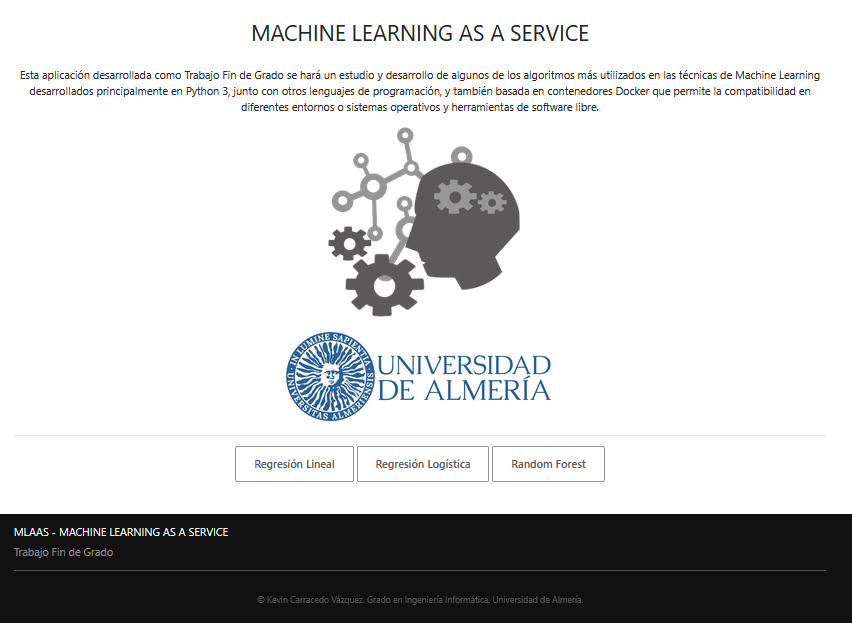 MACHINE LEARNING AS A SERVICE
Esta aplicación desarrollada como Trabajo Fin de Grado se hará un estudio y desarrollo de algunos de los algoritmos más utilizados en las técnicas de Machine Learning
desarrollados principalmente en Python 3, junto con otros lenguajes de programación, y también basada en contenedores Docker que permite la compatibilidad en
diferentes entornos o sistemas operativos y herramientas de software libre.
IN LUMINE SAPIENTIA
UNIVERSITAS ALMERIENSIS
UNIVERSIDAD
DE ALMERÍA
Regresión Lineal
Regresión Logística
Random Forest
MLAAS - MACHINE LEARNING AS A SERVICE
Trabajo Fin de Grado
© Kevin Carracedo Vázquez. Grado en Ingeniería Informática. Universidad de Almería.